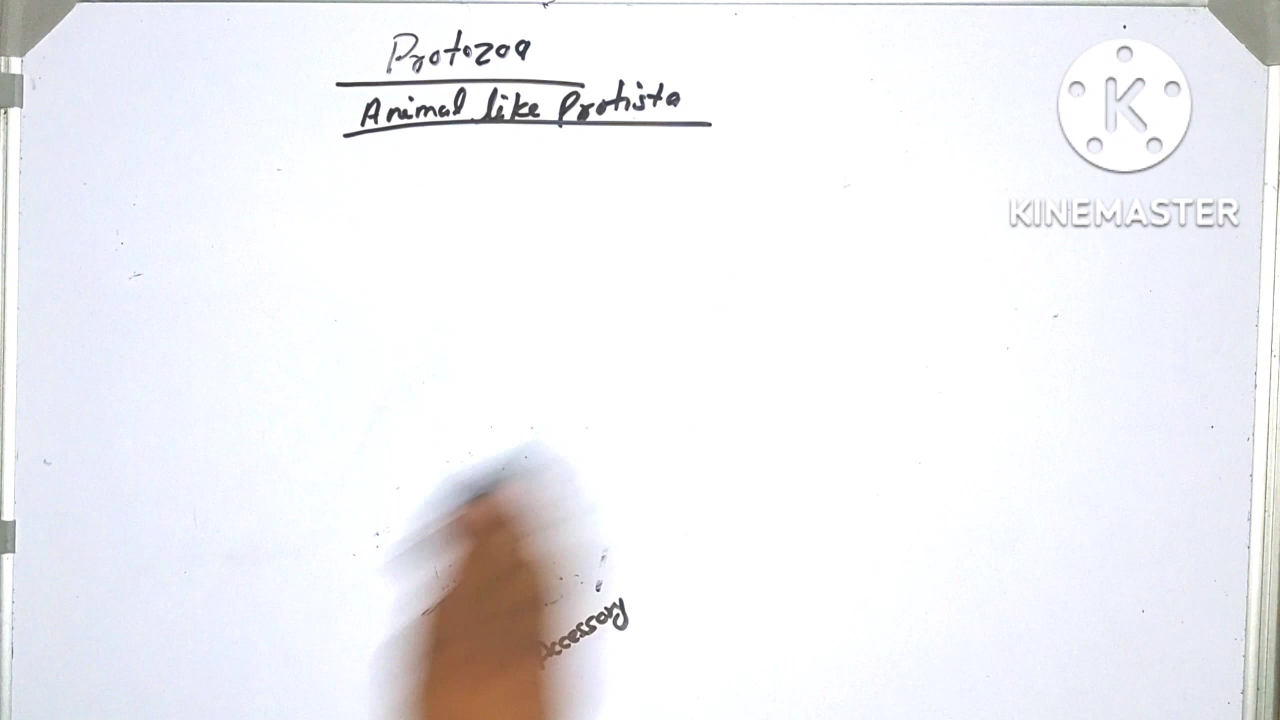 Protozoa
Animal like Protista
K
KINEMASTER
Accessory